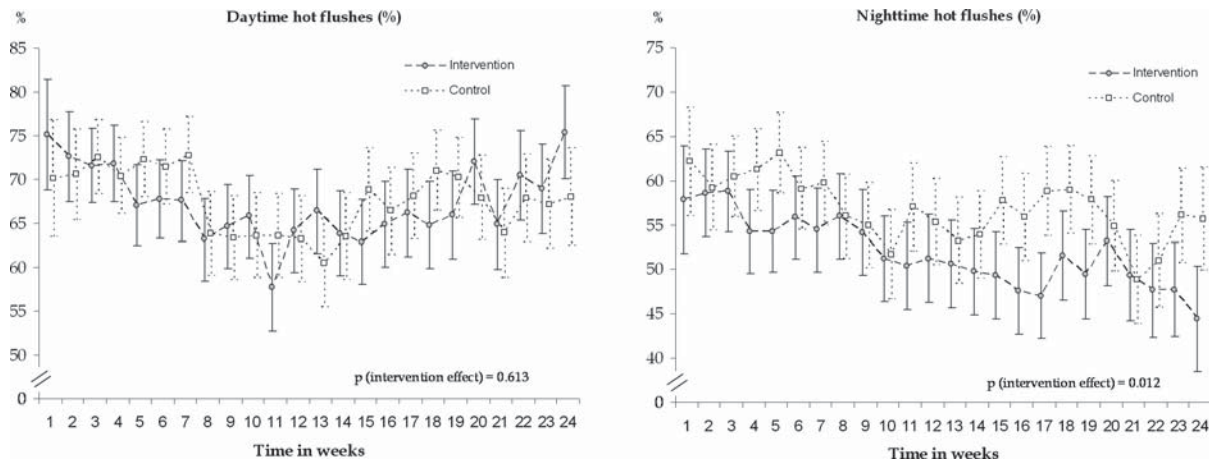 Daytime hot flushes (%)
%
85
80
75
70
65
60
55
50
0
Intervention
Control
p (intervention effect) = 0.613
1 2 3 4 5 6 7 8 9 10 11 12 13 14 15 16 17 18 19 20 21 22 23 24
Time in weeks
Nighttime hot flushes (%)
%
75
70
65
60
55
50
45
40
0
Intervention
Control
p (intervention effect) = 0.012
1 2 3 4 5 6 7 8 9 10 11 12 13 14 15 16 17 18 19 20 21 22 23 24
Time in weeks